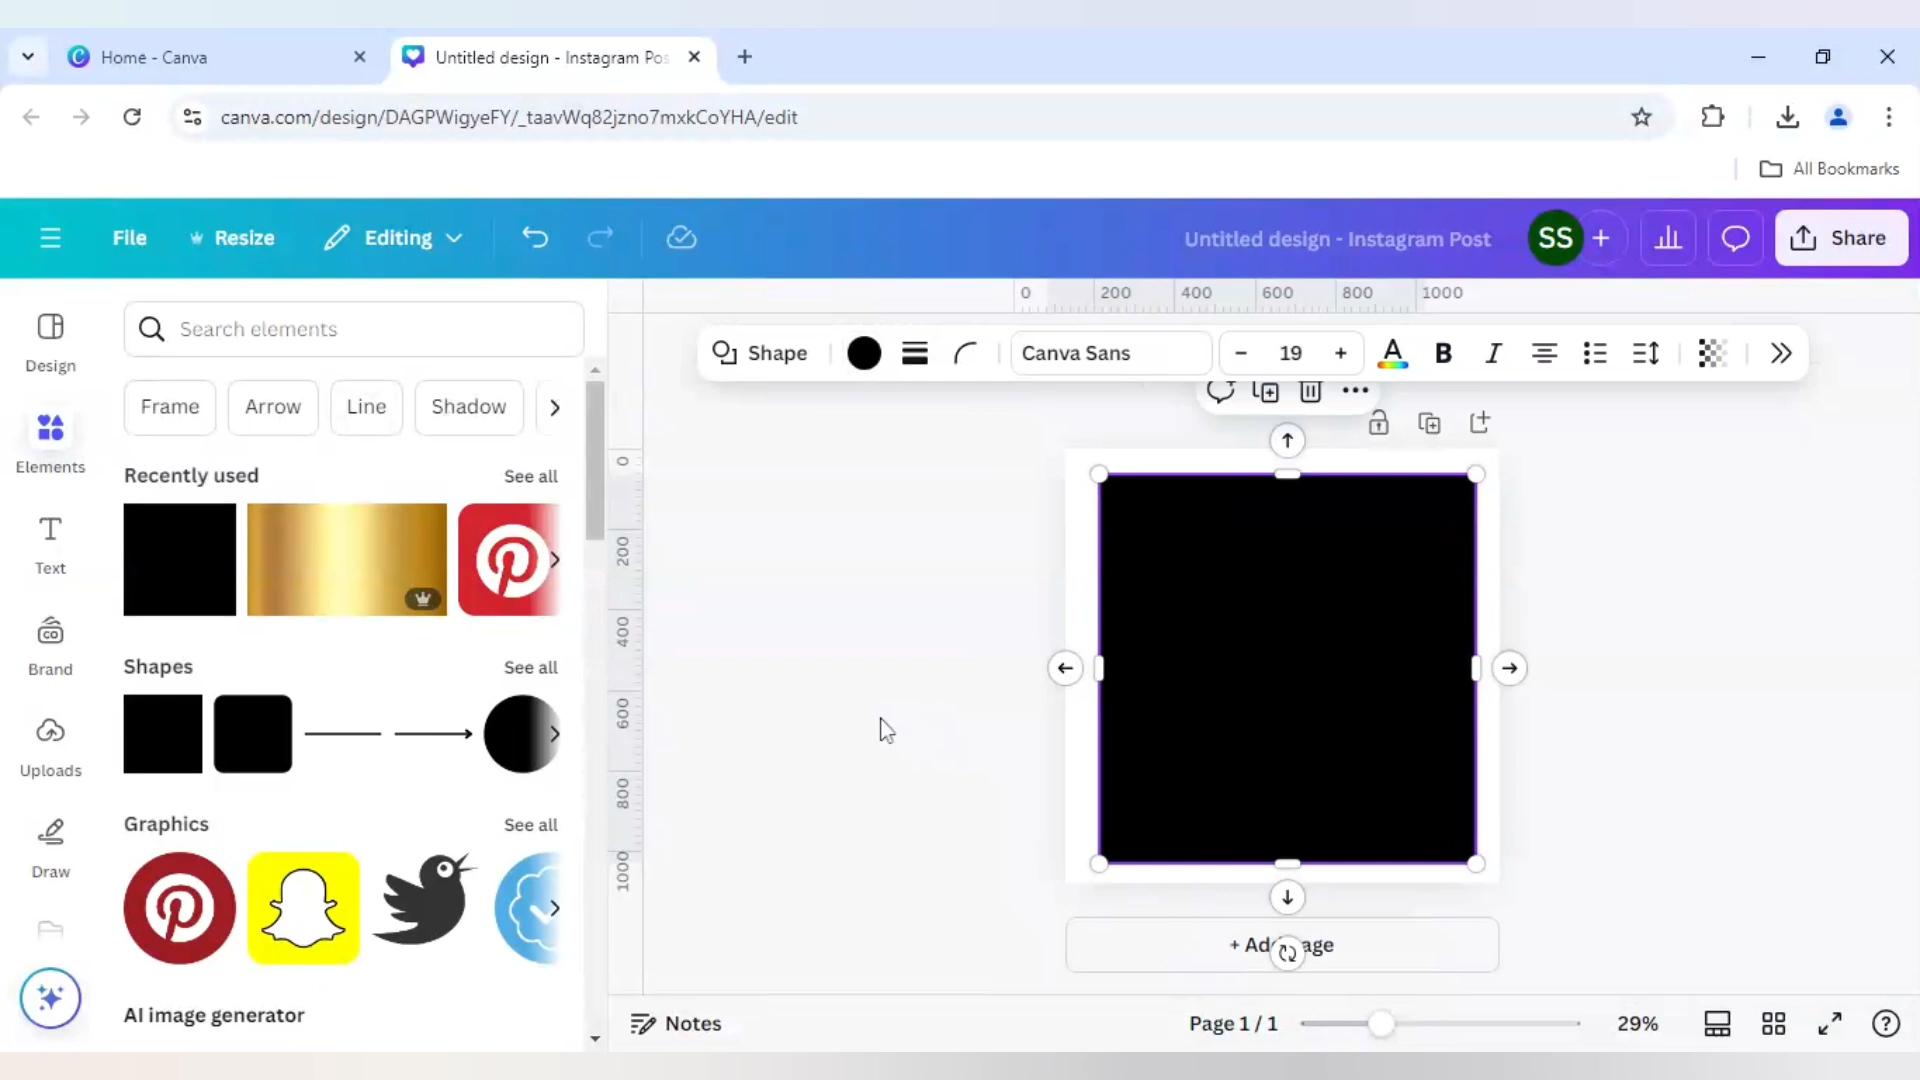 Home - Canva
Untitled design - Instagram Pos
canva.com/design/DAGPWigyeFY/_taavWq82jzno7mxkCoYHA/edit
All Bookmarks
File
Resize
Editing
Untitled design - Instagram Post
SS
Share
Design
Elements
Text
Brand
Uploads
Draw
Search elements
Frame
Arrow
Line
Shadow
Recently used
See all
Shapes
See all
Graphics
See all
AI image generator
0 200 400 600 800 1000
Shape
Canva Sans
19
A
B
I
0
200
400
600
800
1000
+ Ad age
Notes
Page 1 / 1
29%